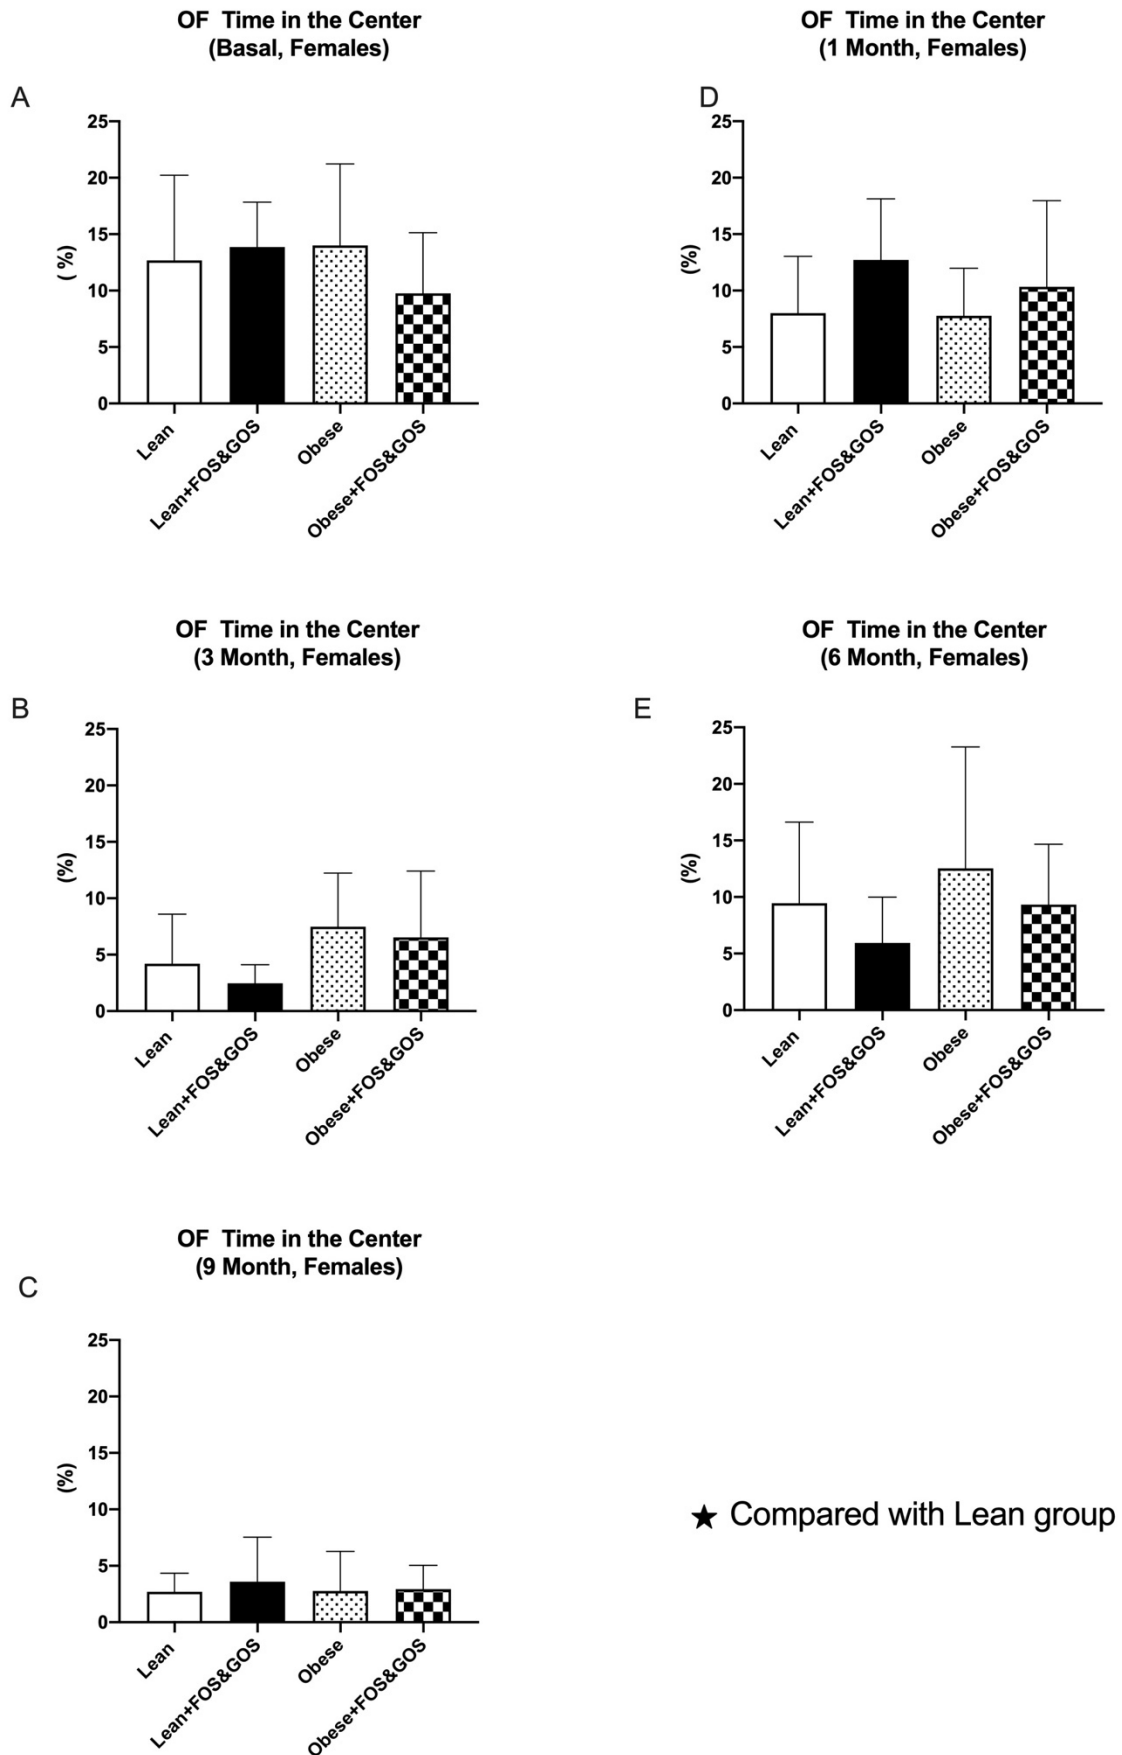 OF Time in the Center
(Basal, Females)
A
25
20
15
10
5
0
( %)
Lean
Lean+FOS&GOS
Obese
Obese+FOS&GOS
OF Time in the Center
(1 Month, Females)
D
25
20
15
10
5
0
(%)
Lean
Lean+FOS&GOS
Obese
Obese+FOS&GOS
OF Time in the Center
(3 Month, Females)
B
25
20
15
10
5
0
(%)
Lean
Lean+FOS&GOS
Obese
Obese+FOS&GOS
OF Time in the Center
(6 Month, Females)
E
25
20
15
10
5
0
(%)
Lean
Lean+FOS&GOS
Obese
Obese+FOS&GOS
OF Time in the Center
(9 Month, Females)
C
25
20
15
10
5
0
(%)
Lean
Lean+FOS&GOS
Obese
Obese+FOS&GOS
★ Compared with Lean group